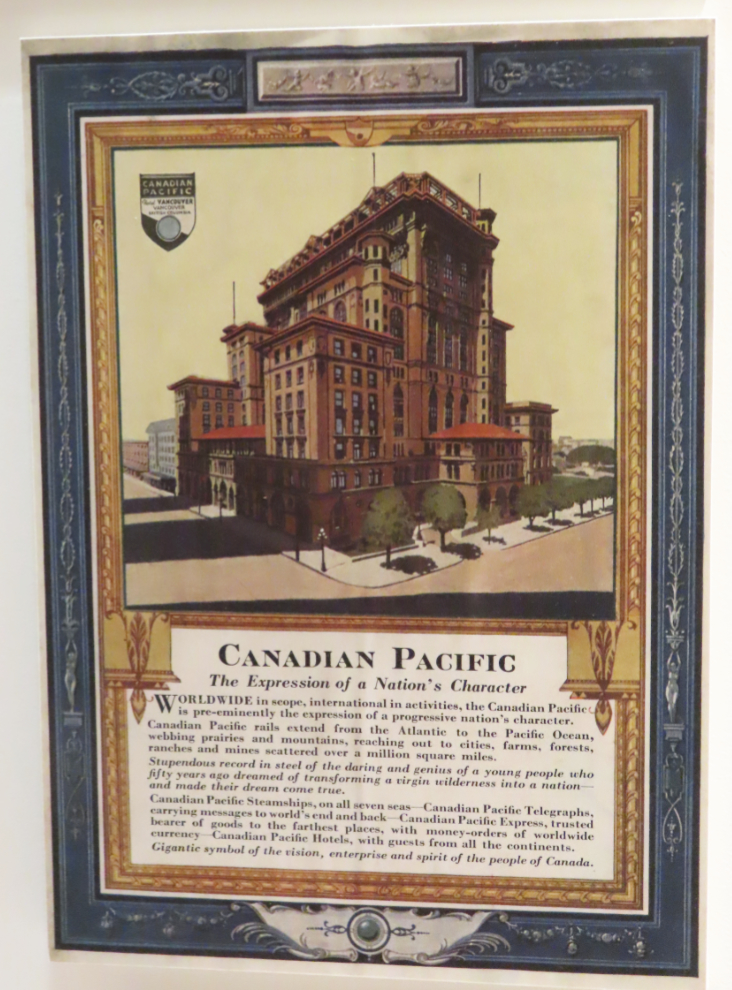 CANADIAN
PACIFIC
Hotel VANCOUVER
VANCOUVER
BRITISH COLUMBIA
CANADIAN PACIFIC
The Expression of a Nation's Character
WORLDWIDE in scope, international in activities, the Canadian Pacific
is pre-eminently the expression of a progressive nation's character.
Canadian Pacific rails extend from the Atlantic to the Pacific Ocean,
webbing prairies and mountains, reaching out to cities, farms, forests,
ranches and mines scattered over a million square miles.
Stupendous record in steel of the daring and genius of a young people who
fifty years ago dreamed of transforming a virgin wilderness into a nation—
and made their dream come true.
Canadian Pacific Steamships, on all seven seas—Canadian Pacific Telegraphs,
carrying messages to world's end and back—Canadian Pacific Express, trusted
bearer of goods to the farthest places, with money-orders of worldwide
currency—Canadian Pacific Hotels, with guests from all the continents.
Gigantic symbol of the vision, enterprise and spirit of the people of Canada.